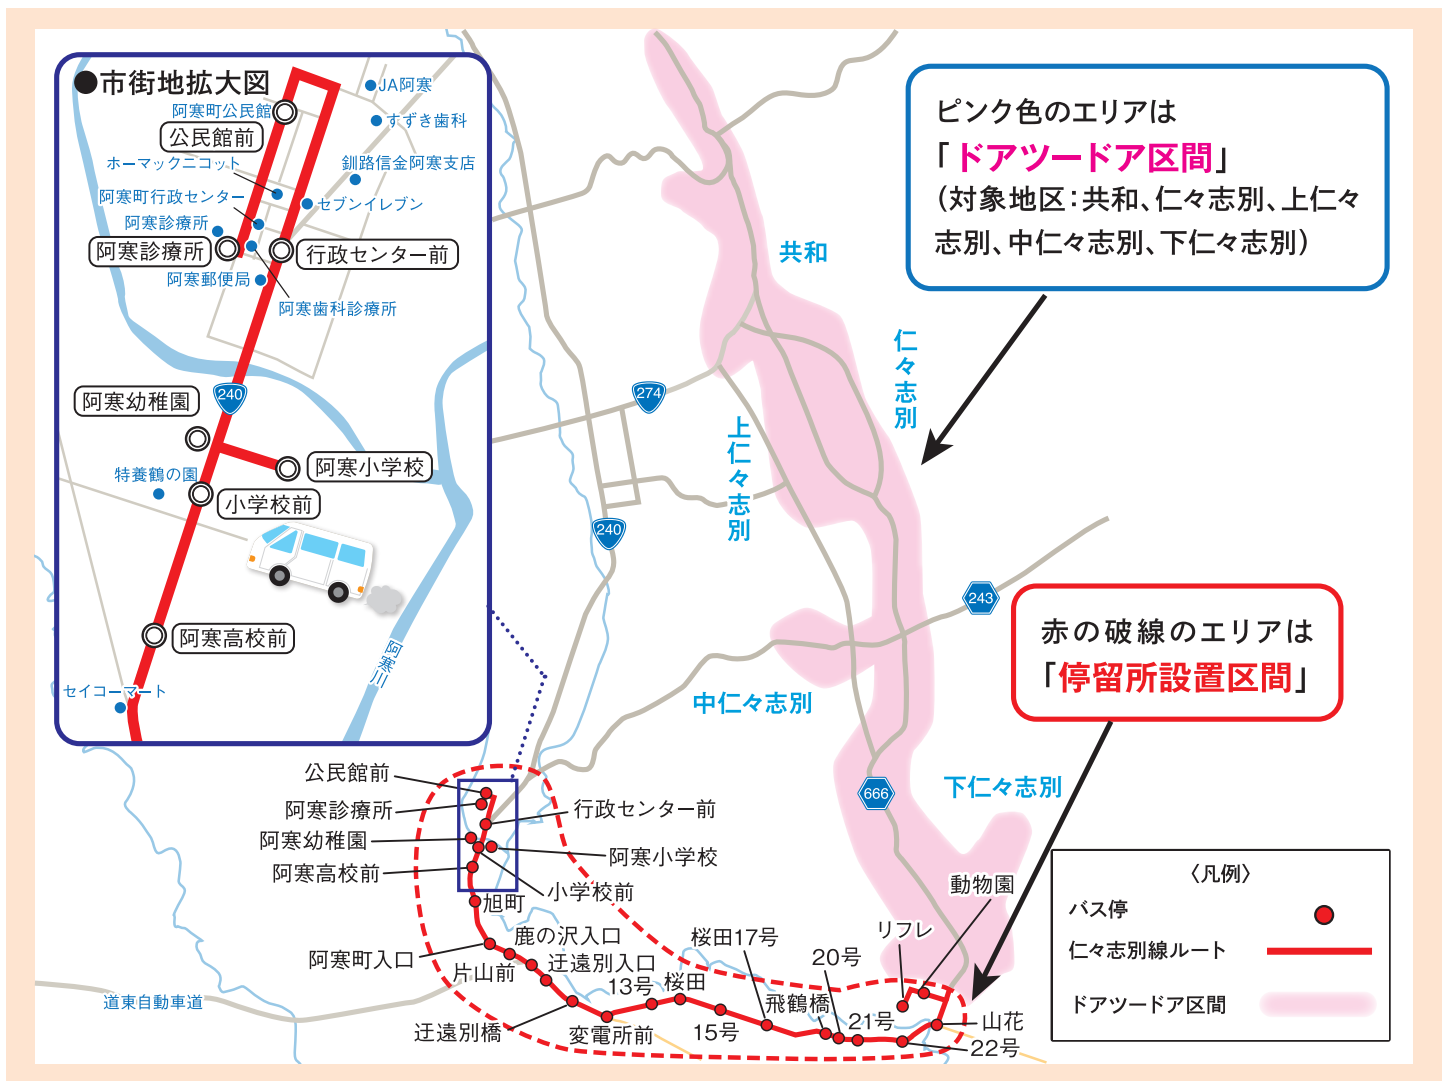 ●市街地拡大図
JA阿寒
阿寒町公民館
公民館前
すずき歯科
ホーマックニコット
釧路信金阿寒支店
阿寒町行政センター
セブンイレブン
阿寒診療所
阿寒診療所
行政センター前
阿寒郵便局
阿寒歯科診療所
240
阿寒幼稚園
阿寒小学校
特養鶴の園
小学校前
阿寒高校前
阿寒川
セイコーマート
ピンク色のエリアは
「ドアツードア区間」
(対象地区:共和、仁々志別、上仁々
志別、中仁々志別、下仁々志別)
共和
仁々志別
274
上仁々志別
240
243
赤の破線のエリアは
「停留所設置区間」
中仁々志別
666
下仁々志別
公民館前
阿寒診療所
行政センター前
阿寒幼稚園
阿寒小学校
阿寒高校前
小学校前
旭町
動物園
リフレ
鹿の沢入口
桜田17号
阿寒町入口
片山前
迂遠別入口
20号
13号
桜田
飛鶴橋
道東自動車道
迂遠別橋
変電所前
15号
21号
山花
22号
〈凡例〉
バス停
仁々志別線ルート
ドアツードア区間